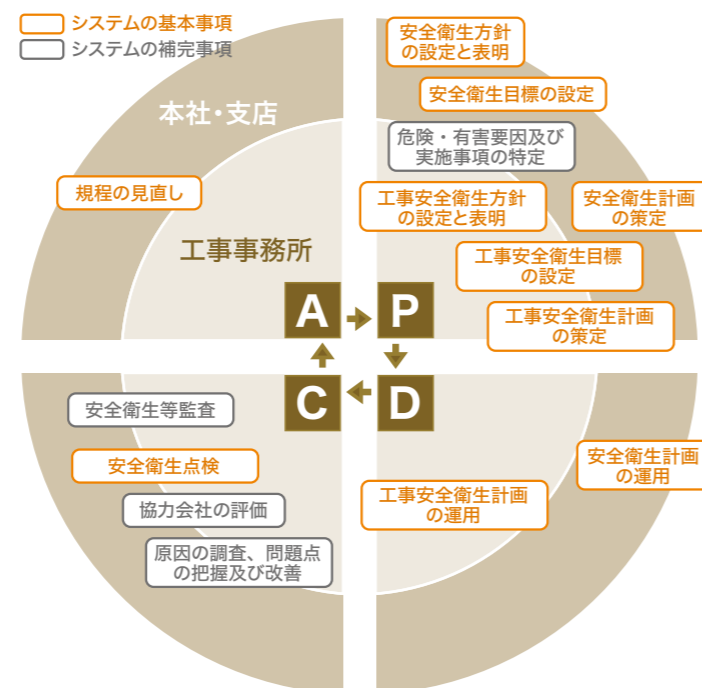 システムの基本事項
システムの補完事項
本社・支店
工事事務所
規程の見直し
安全衛生方針
の設定と表明
安全衛生目標の設定
危険・有害要因及び
実施事項の特定
工事安全衛生方針
の設定と表明
安全衛生計画
の策定
工事安全衛生目標
の設定
工事安全衛生計画
の策定
A
P
C
D
安全衛生等監査
安全衛生点検
協力会社の評価
原因の調査、問題点
の把握及び改善
工事安全衛生計画
の運用
安全衛生計画
の運用